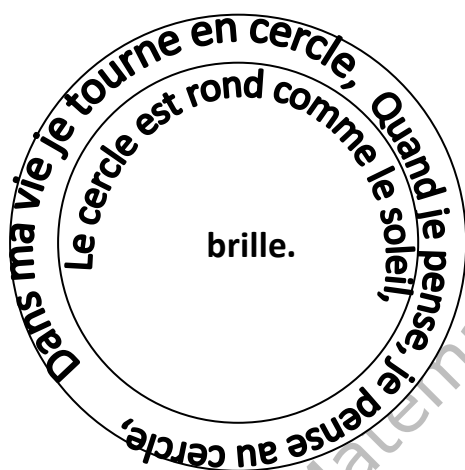 Dans ma vie je tourne en cercle, Quand je pense, je pense au cercle,
Le cercle est rond comme le soleil,
brille.